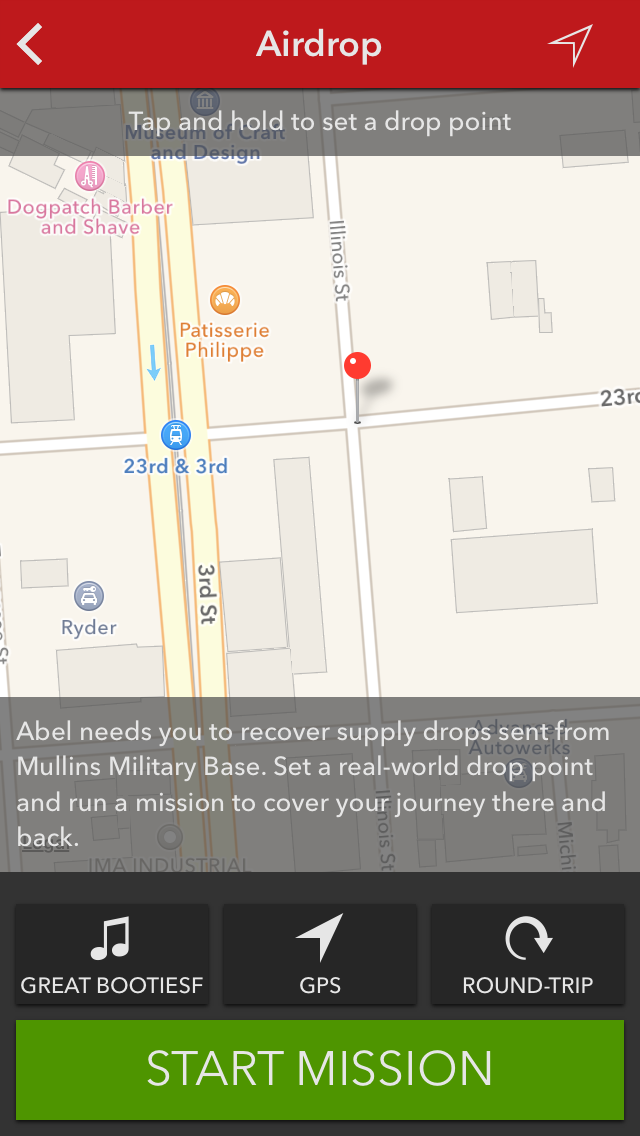 Airdrop
Tap and hold to set a drop point
Museum of Craft
and Design
Dogpatch Barber
and Shave
Illinois St
Patisserie
Philippe
23rd
23rd & 3rd
3rd St
Ryder
Abel needs you to recover supply drops sent from
Mullins Military Base. Set a real-world drop point
and run a mission to cover your journey there and
back.
Advanced
Autowerks
Illinois St
Michi
Legal
IMA INDUSTRIAL
GREAT BOOTIESF
GPS
ROUND-TRIP
START MISSION